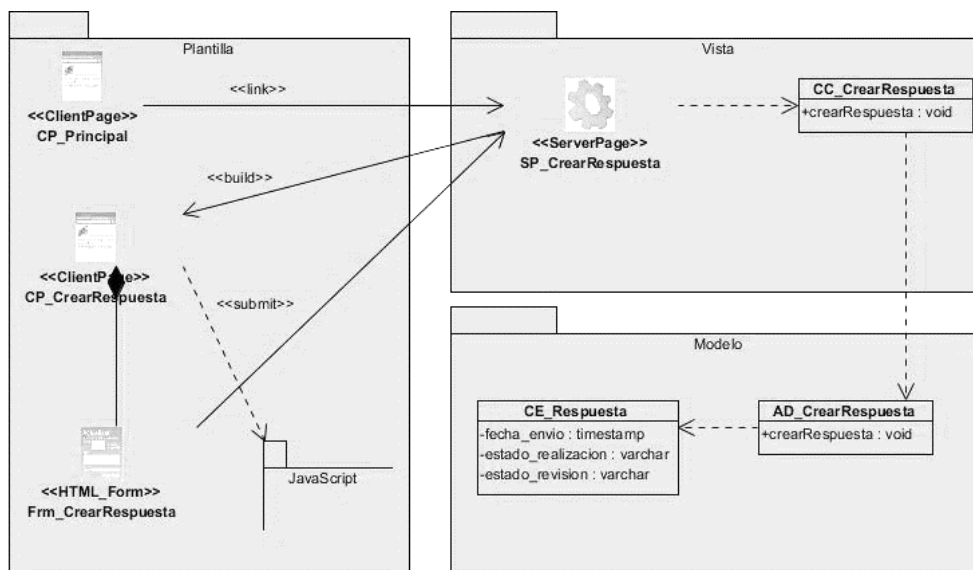 Plantilla
<<ClientPage>>
CP_Principal
<<link>>
<<build>>
<<ClientPage>>
CP_CrearRespuesta
<<submit>>
<<HTML_Form>>
Frm_CrearRespuesta
JavaScript
Vista
<<ServerPage>>
SP_CrearRespuesta
CC_CrearRespuesta
+crearRespuesta : void
Modelo
CE_Respuesta
-fecha_envio : timestamp
-estado_realizacion : varchar
-estado_revision : varchar
AD_CrearRespuesta
+crearRespuesta : void